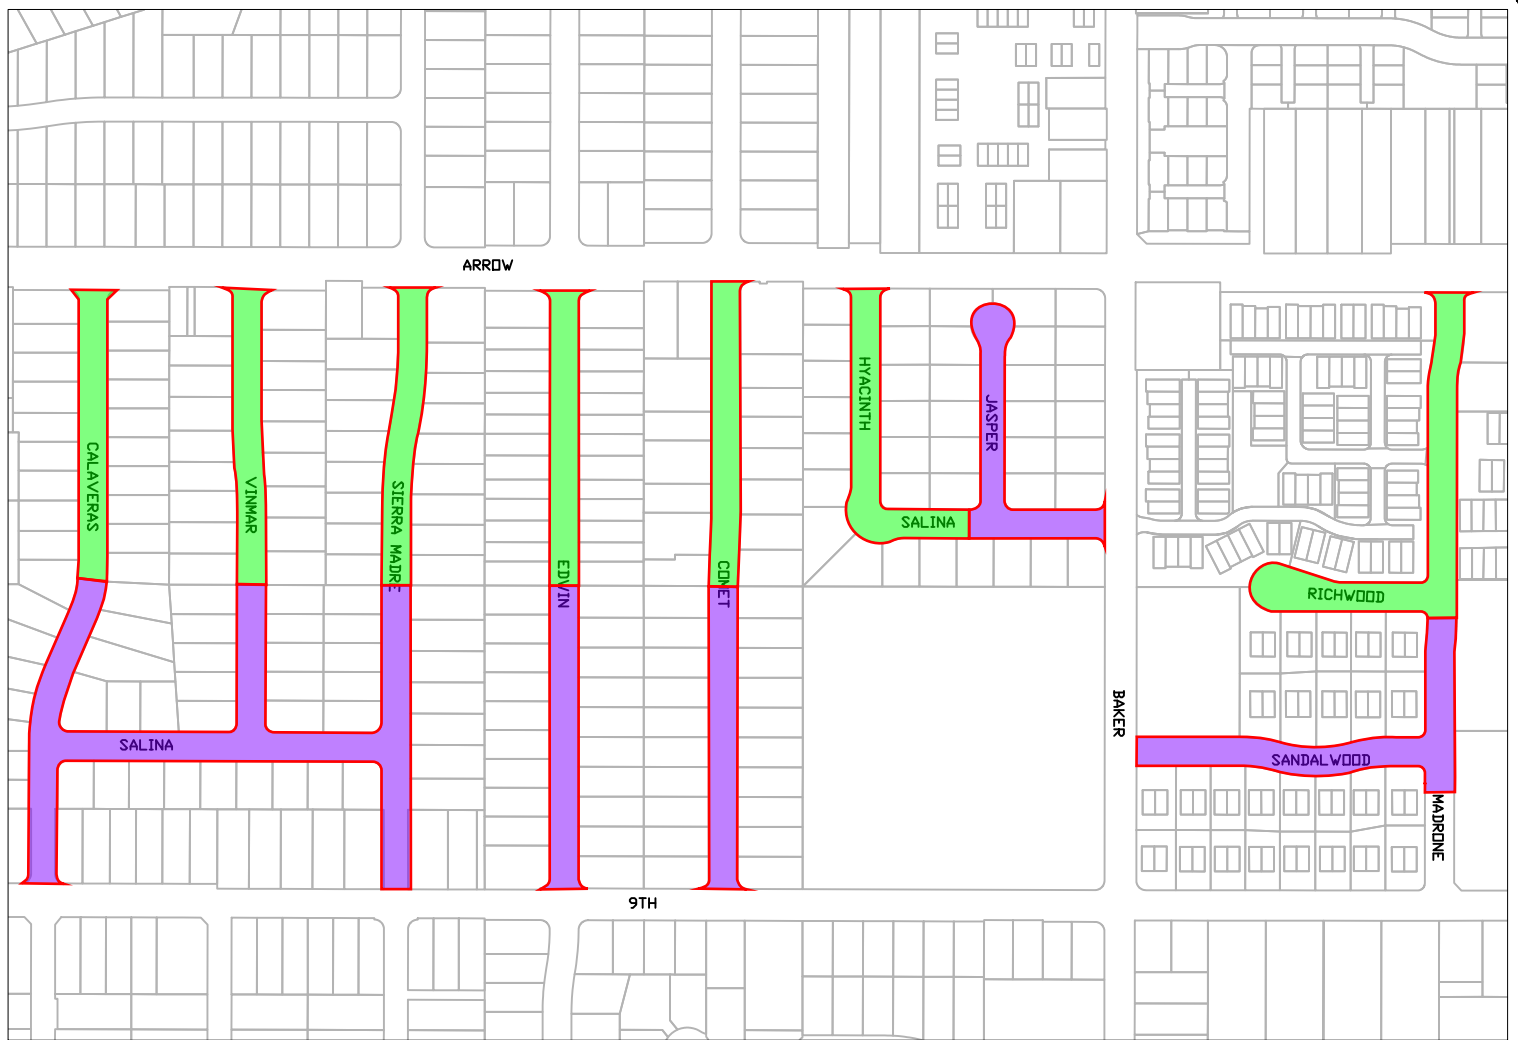 ARROW
HYACINTH
JASPER
CALAVERAS
VINMAR
SIERRA MADRE
SALINA
EDWIN
COMET
RICHWOOD
BAKER
SALINA
SANDALWOOD
MADRONE
9TH